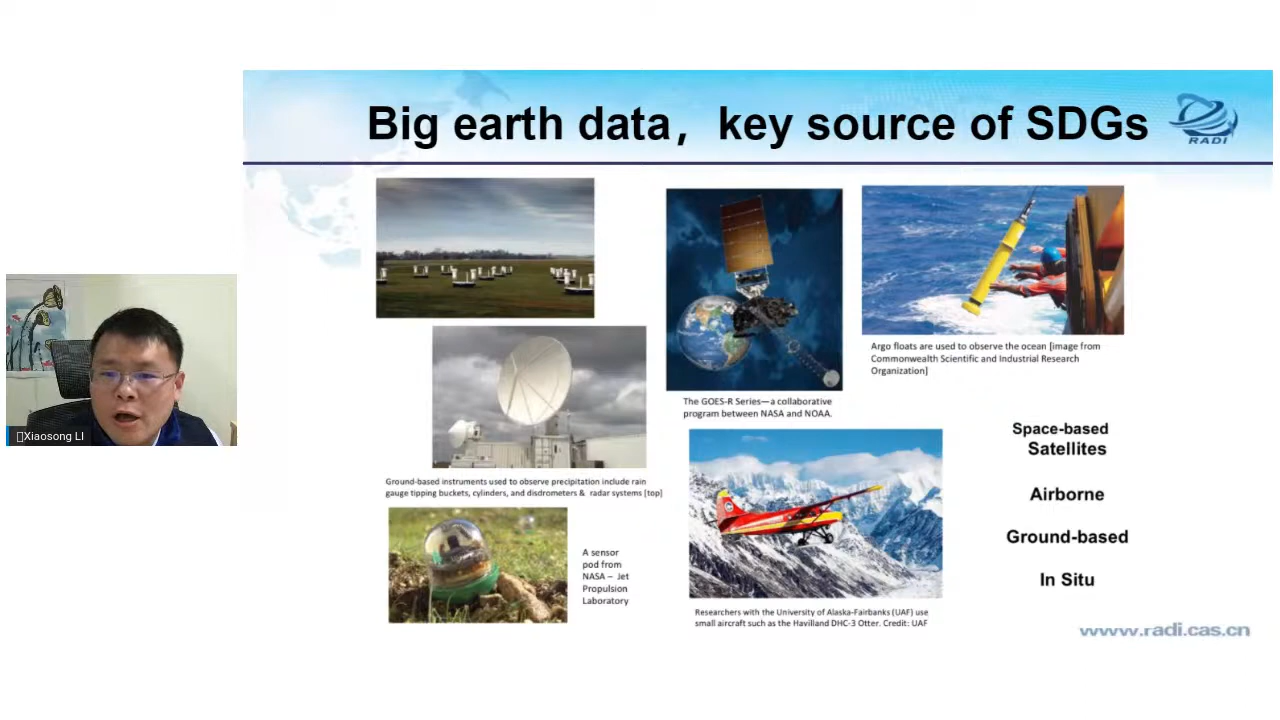 Big earth data，key source of SDGs
RADI
Argo floats are used to observe the ocean [image from
Commonwealth Scientific and Industrial Research
Organization]
The GOES-R Series—a collaborative
program between NASA and NOAA.
Space-based
Satellites
Airborne
Ground-based
In Situ
Ground-based instruments used to observe precipitation include rain
gauge tipping buckets, cylinders, and disdrometers & radar systems [top]
A sensor
pod from
NASA – Jet
Propulsion
Laboratory
Researchers with the University of Alaska-Fairbanks (UAF) use
small aircraft such as the Havilland DHC-3 Otter. Credit: UAF
www.radi.cas.cn
Xiaosong LI